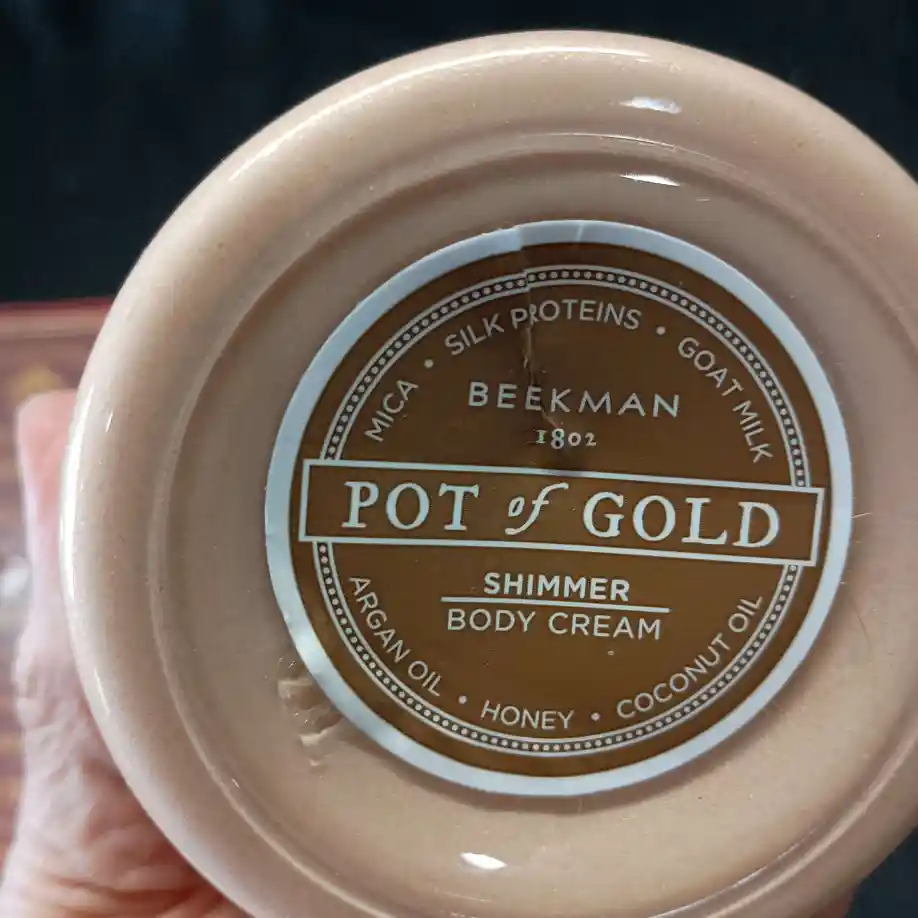 MICA • SILK PROTEINS • GOAT MILK
BEEKMAN
1802
POT of GOLD
SHIMMER
BODY CREAM
ARGAN OIL • HONEY • COCONUT OIL